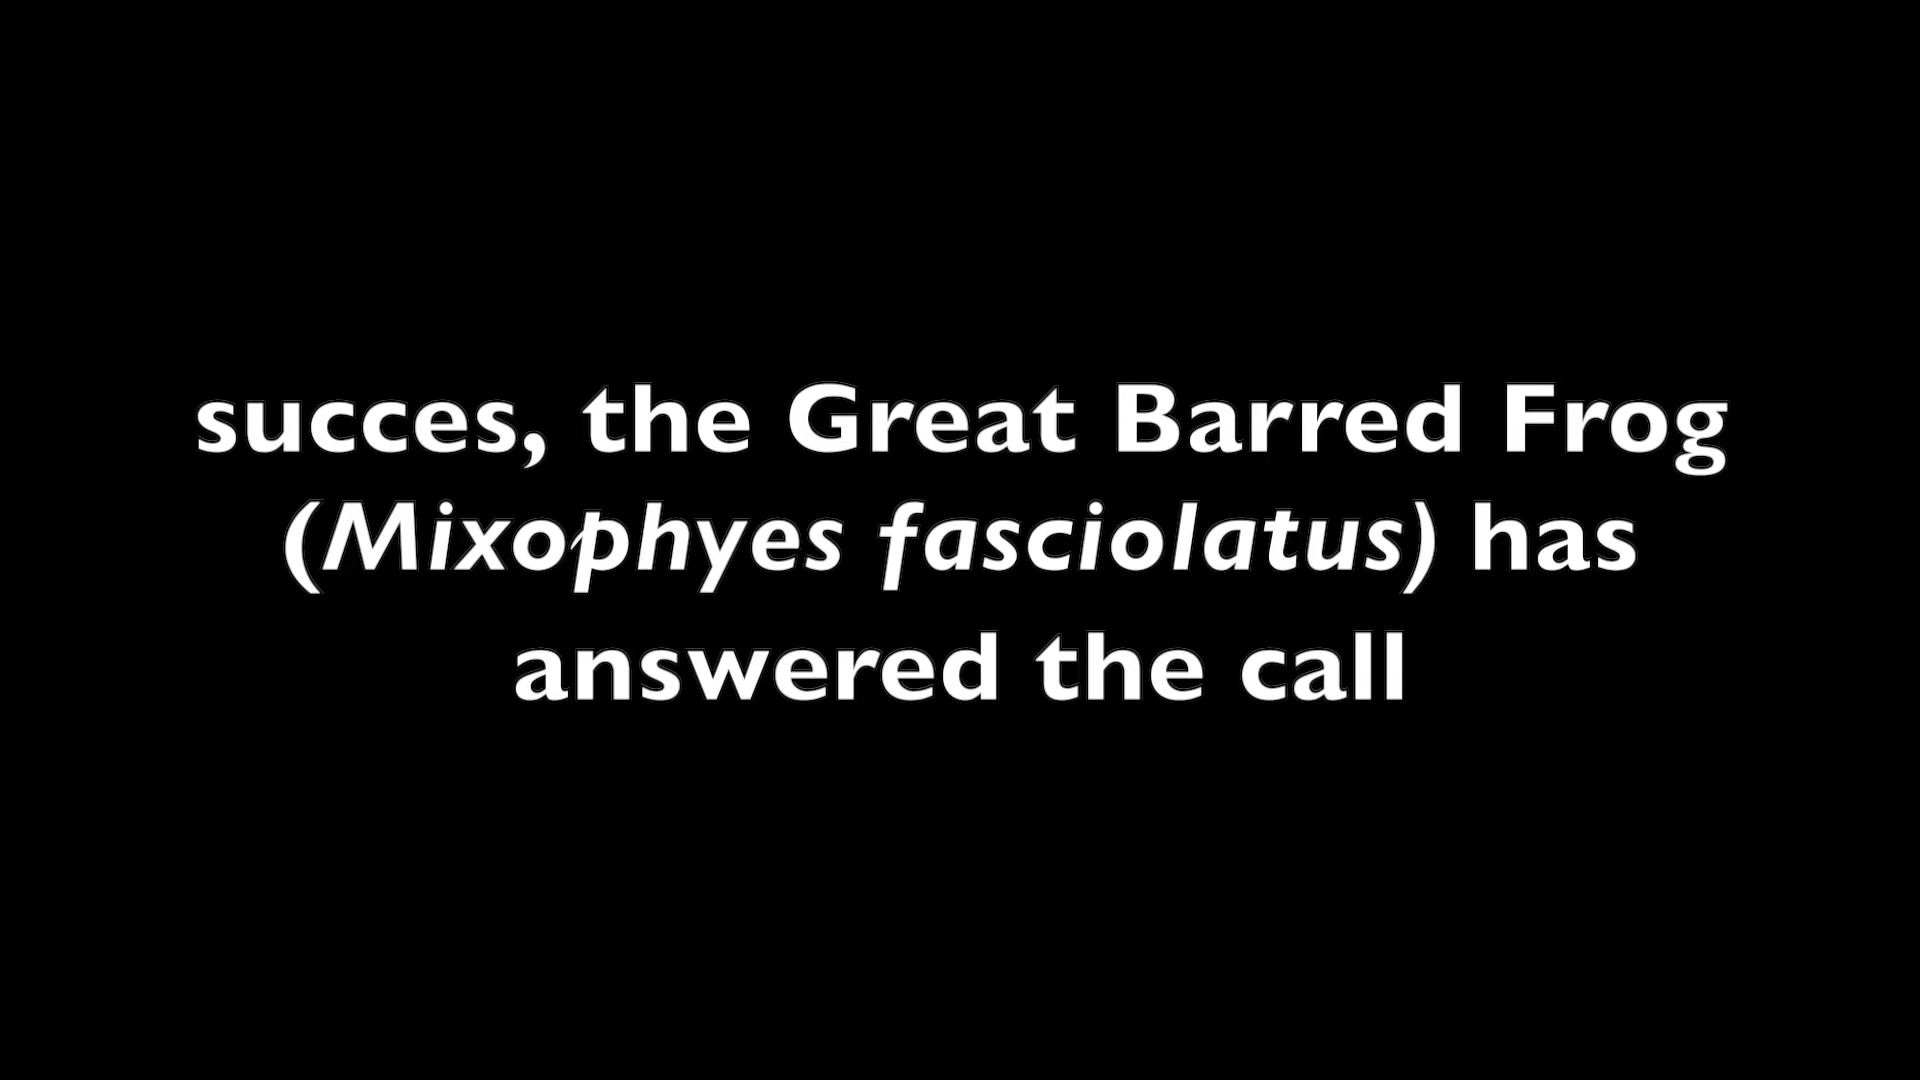 succes, the Great Barred Frog
(Mixophyes fasciolatus) has
answered the call